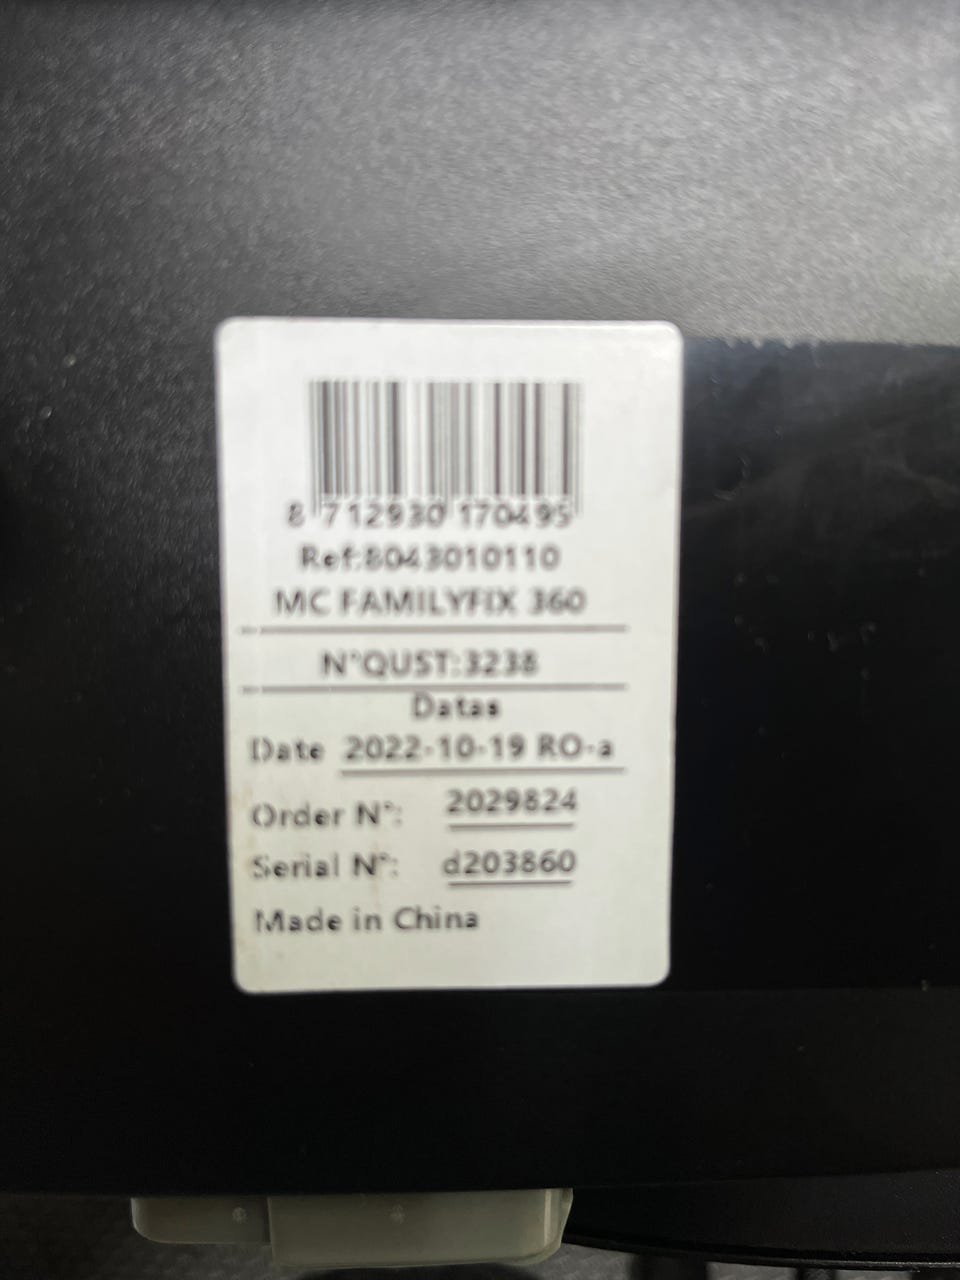 8 712930 170495
Ref:8043010110
MC FAMILYFIX 360
N°QUST:3238
Datas
Date 2022-10-19 RO-a
Order N°: 2029824
Serial N°: d203860
Made in China